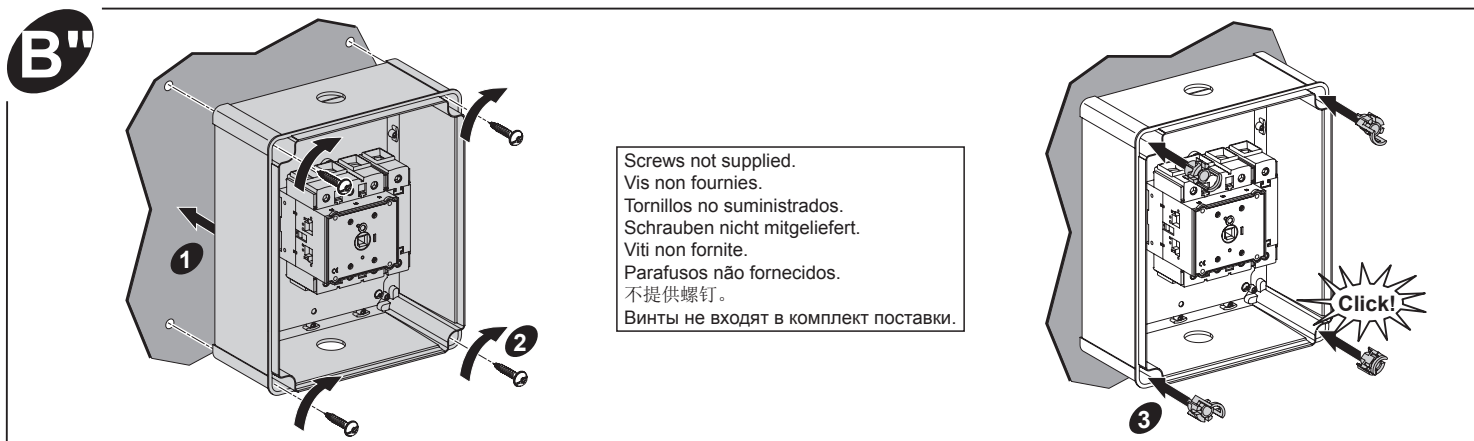 B"
1
2
Screws not supplied.
Vis non fournies.
Tornillos no suministrados.
Schrauben nicht mitgeliefert.
Viti non fornite.
Parafusos não fornecidos.
不提供螺钉。
Винты не входят в комплект поставки.
Click!
3